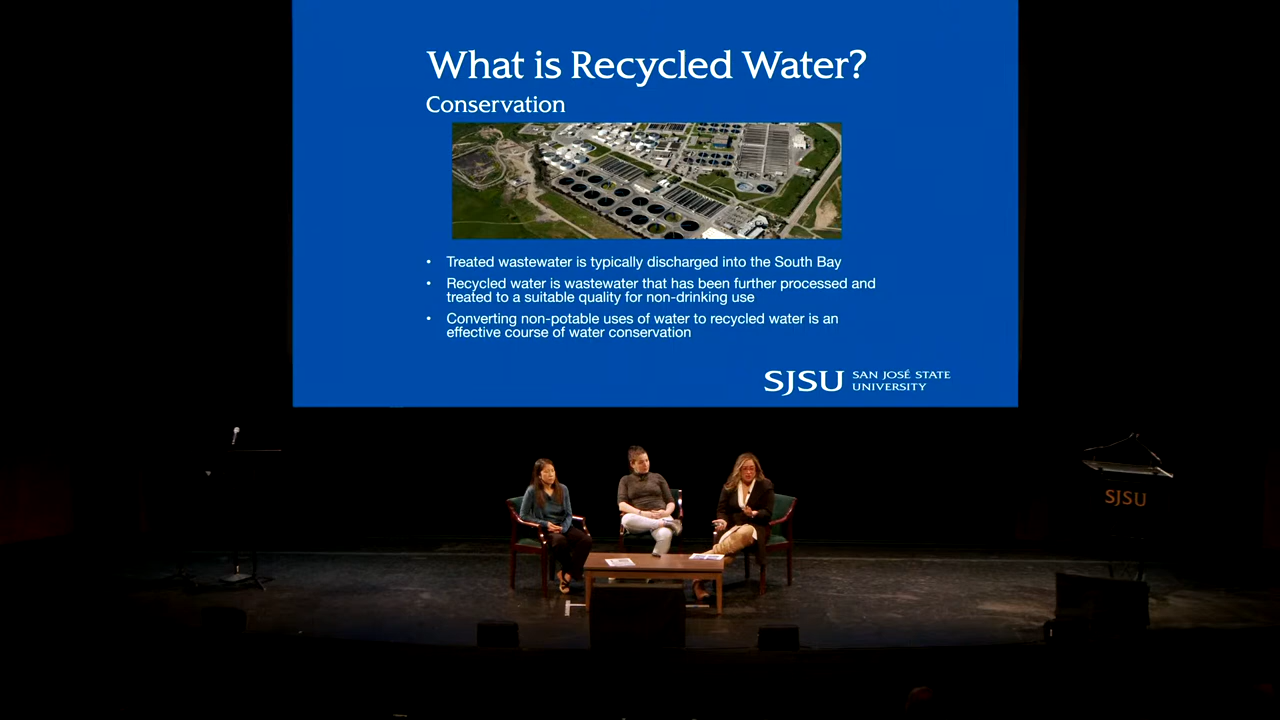 What is Recycled Water?
Conservation
• Treated wastewater is typically discharged into the South Bay
• Recycled water is wastewater that has been further processed and
treated to a suitable quality for non-drinking use
• Converting non-potable uses of water to recycled water is an
effective course of water conservation
SJSU SAN JOSÉ STATE
UNIVERSITY
SJSU